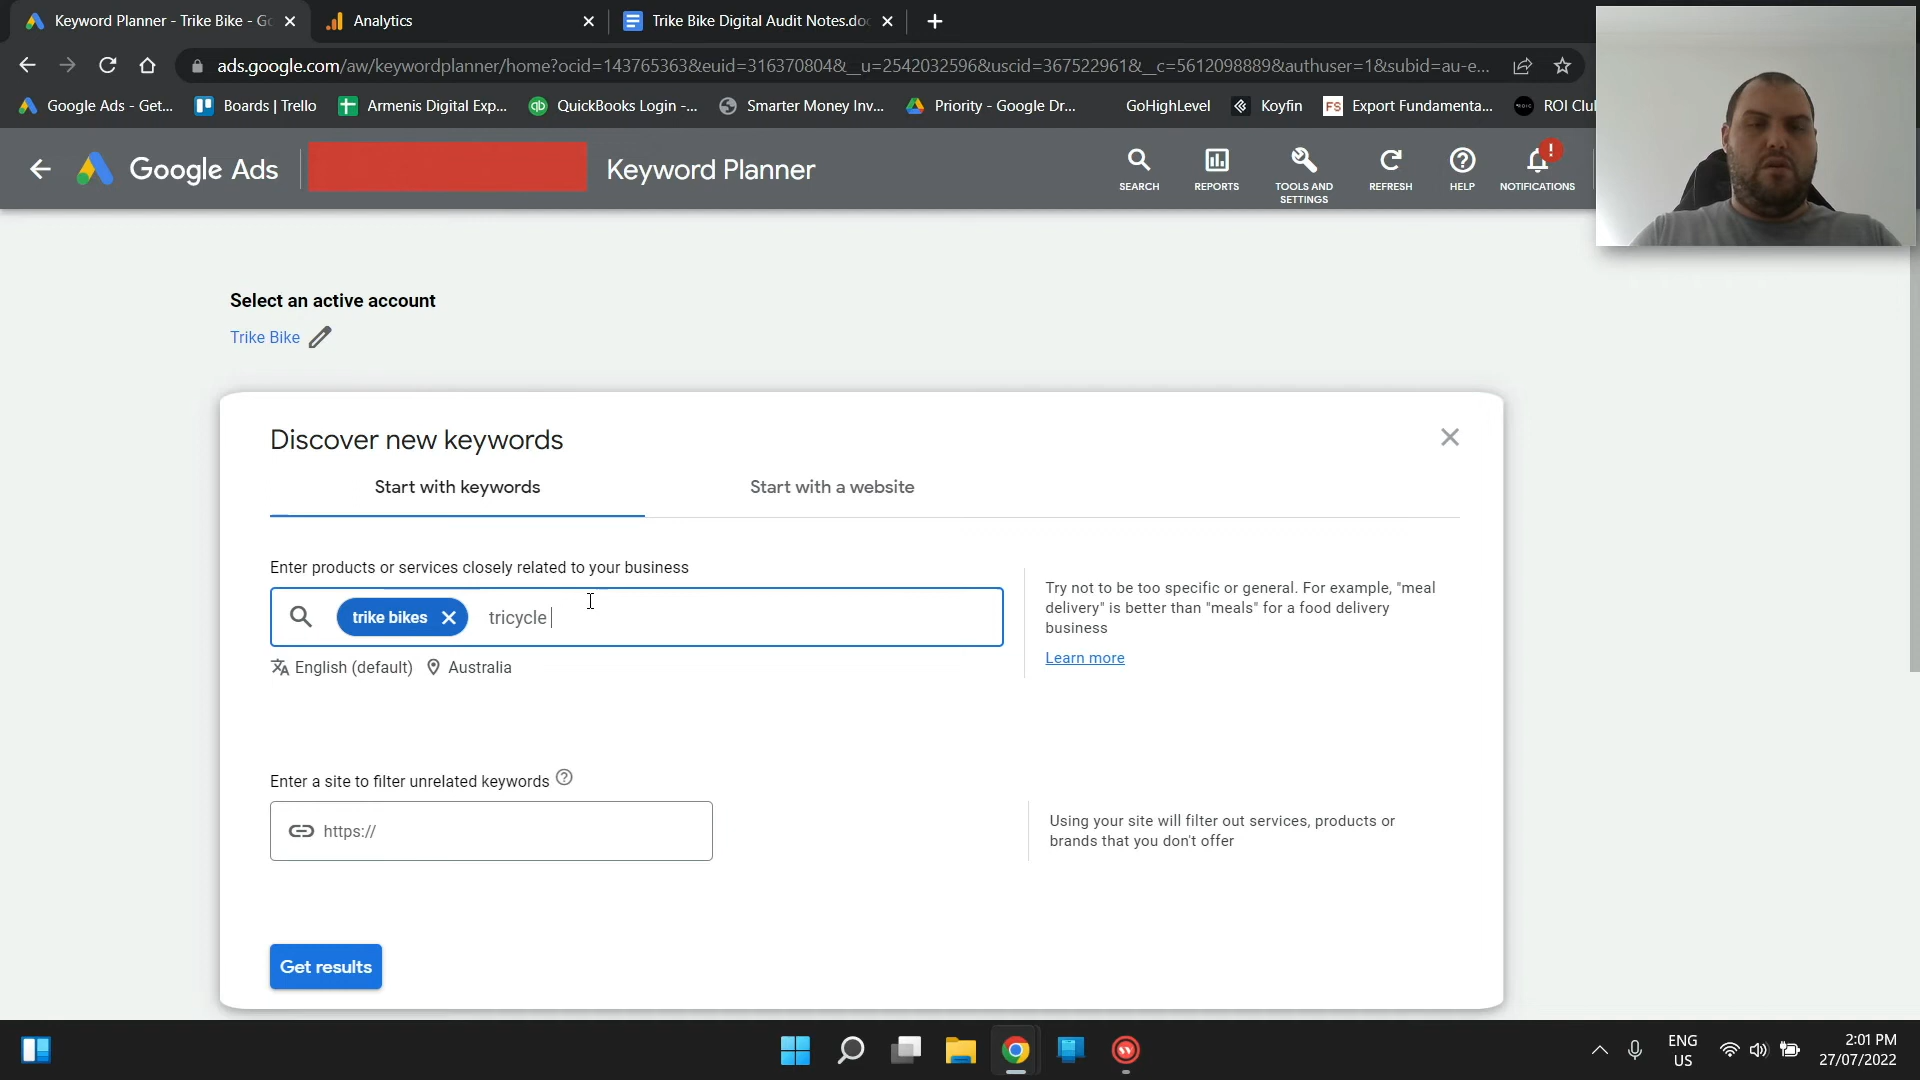 Keyword Planner - Trike Bike - Go
Analytics
Trike Bike Digital Audit Notes.doc
ads.google.com/aw/keywordplanner/home?ocid=143765363&euid=316370804&__u=2542032596&uscid=367522961&__c=5612098889&authuser=1&subid=au-e...
Google Ads - Get...
Boards | Trello
Armenis Digital Exp...
QuickBooks Login -...
Smarter Money Inv...
Priority - Google Dr...
GoHighLevel
Koyfin
FS
Export Fundamenta...
ROI Clu
Google Ads
Keyword Planner
SEARCH
REPORTS
TOOLS AND
SETTINGS
REFRESH
HELP
NOTIFICATIONS
Select an active account
Trike Bike
Discover new keywords
Start with keywords
Start with a website
Enter products or services closely related to your business
trike bikes
tricycle
English (default)
Australia
Try not to be too specific or general. For example, "meal
delivery" is better than "meals" for a food delivery
business
Learn more
Enter a site to filter unrelated keywords
https://
Using your site will filter out services, products or
brands that you don't offer
Get results
ENG
US
2:01 PM
27/07/2022